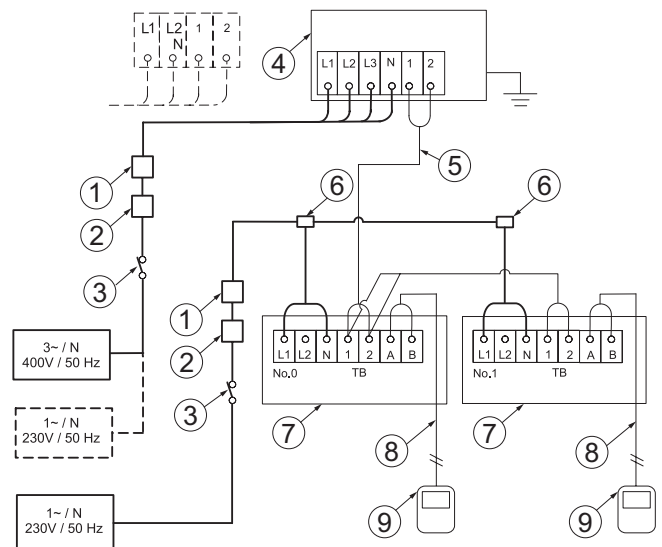 L1 L2 N 1 2
4
L1 L2 L3 N 1 2
1
5
6
6
2
3
1
2
3
3~ / N
400V / 50 Hz
1~ / N
230V / 50 Hz
1~ / N
230V / 50 Hz
L1 L2 N 1 2 A B
No.0 TB
L1 L2 N 1 2 A B
No.1 TB
7
7
8
8
9
9